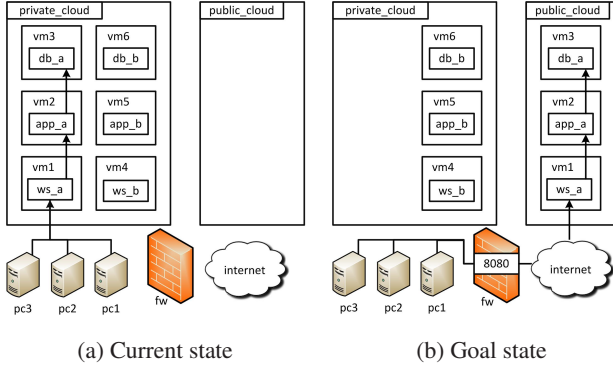 private_cloud
vm3
db_a
vm6
db_b
vm2
app_a
vm5
app_b
vm1
ws_a
vm4
ws_b
public_cloud
pc3
pc2
pc1
fw
internet
(a) Current state
private_cloud
vm6
db_b
vm5
app_b
vm4
ws_b
public_cloud
vm3
db_a
vm2
app_a
vm1
ws_a
pc3
pc2
pc1
8080
fw
internet
(b) Goal state